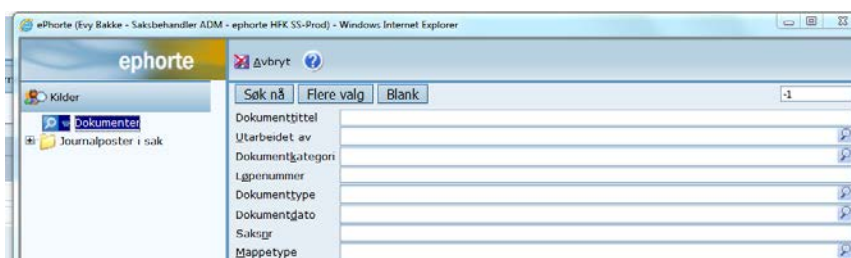 ePhorte (Evy Bakke - Saksbehandler ADM - ephorte HFK SS-Prod) - Windows Internet Explorer
ephorte
Avbryt
Kilder
Søk nå Flere valg Blank
-1
Dokumenter
Journalposter i sak
Dokumenttittel
Utarbeidet av
Dokumentkategori
Løpenummer
Dokumenttype
Dokumentdato
Saksnr
Mappetype